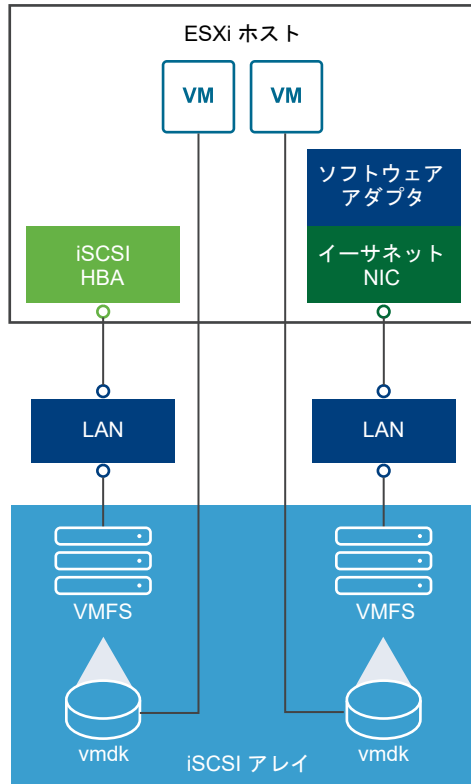 ESXi ホスト
VM
VM
ソフトウェア
アダプタ
iSCSI
HBA
イーサネット
NIC
LAN
LAN
VMFS
VMFS
vmdk
vmdk
iSCSI アレイ